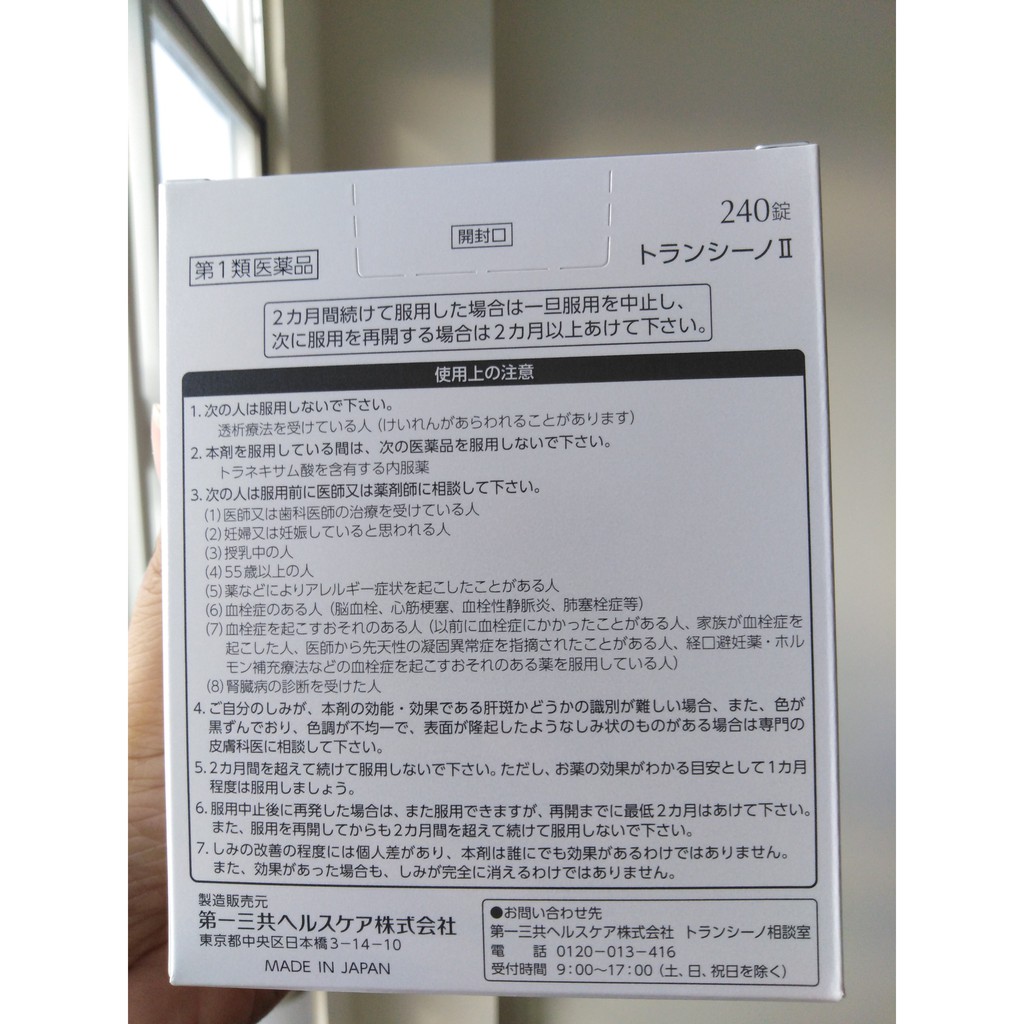 240錠
開封口
トランシーノⅡ
第1類医薬品
2カ月間続けて服用した場合は一旦服用を中止し、
次に服用を再開する場合は2カ月以上あけて下さい。
使用上の注意
1. 次の人は服用しないで下さい。
透析療法を受けている人（けいれんがあらわれることがあります）
2. 本剤を服用している間は、次の医薬品を服用しないで下さい。
トラネキサム酸を含有する内服薬
3. 次の人は服用前に医師又は薬剤師に相談して下さい。
(1) 医師又は歯科医師の治療を受けている人
(2) 妊婦又は妊娠していると思われる人
(3) 授乳中の人
(4) 55歳以上の人
(5) 薬などによりアレルギー症状を起こしたことがある人
(6) 血栓症のある人（脳血栓、心筋梗塞、血栓性静脈炎、肺塞栓症等）
(7) 血栓症を起こすおそれのある人（以前に血栓症にかかったことがある人、家族が血栓症を
起こした人、医師から先天性の凝固異常症を指摘されたことがある人、経口避妊薬・ホル
モン補充療法などの血栓症を起こすおそれのある薬を服用している人）
(8) 腎臓病の診断を受けた人
4. ご自分のしみが、本剤の効能・効果である肝斑かどうかの識別が難しい場合、また、色が
黒ずんでおり、色調が不均一で、表面が隆起したようなしみ状のものがある場合は専門の
皮膚科医に相談して下さい。
5. 2カ月間を超えて続けて服用しないで下さい。ただし、お薬の効果がわかる目安として1カ月
程度は服用しましょう。
6. 服用中止後に再発した場合は、また服用できますが、再開までに最低2カ月はあけて下さい。
また、服用を再開してからも2カ月間を超えて続けて服用しないで下さい。
7. しみの改善の程度には個人差があり、本剤は誰にでも効果があるわけではありません。
また、効果があった場合も、しみが完全に消えるわけではありません。
製造販売元
第一三共ヘルスケア株式会社
東京都中央区日本橋3-14-10
MADE IN JAPAN
●お問い合わせ先
第一三共ヘルスケア株式会社 トランシーノ相談室
電　話 0120-013-416
受付時間 9:00～17:00（土、日、祝日を除く）